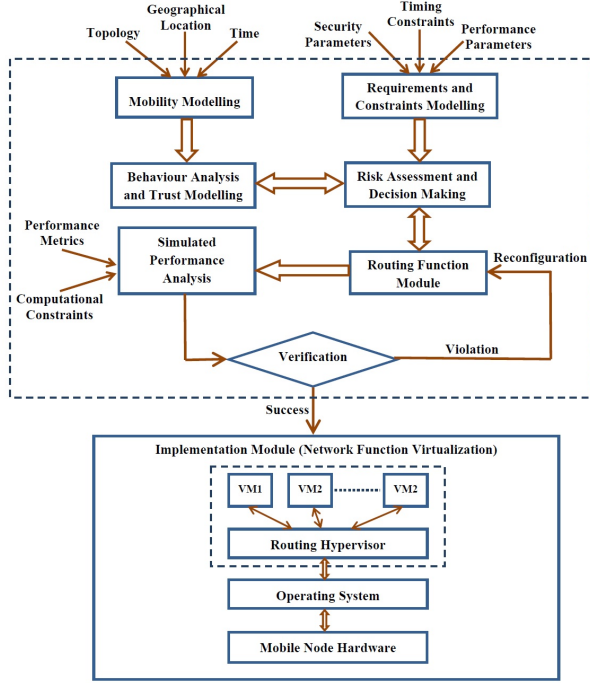 Geographical
Location
Topology
Time
Timing
Constraints
Security
Parameters
Performance
Parameters
Mobility Modelling
Requirements and
Constraints Modelling
Behaviour Analysis
and Trust Modelling
Risk Assessment and
Decision Making
Performance
Metrics
Computational
Constraints
Simulated
Performance
Analysis
Routing Function
Module
Reconfiguration
Verification
Violation
Success
Implementation Module (Network Function Virtualization)
VM1
VM2
VM2
Routing Hypervisor
Operating System
Mobile Node Hardware